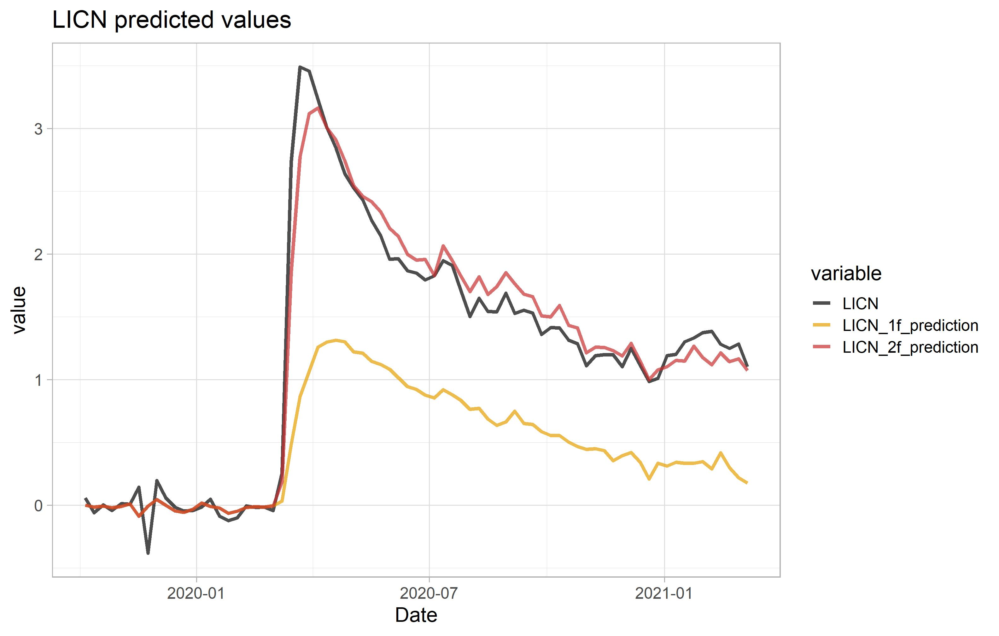 LICN predicted values
3
2
1
0
value
2020-01
2020-07
2021-01
Date
variable
LICN
LICN_1f_prediction
LICN_2f_prediction